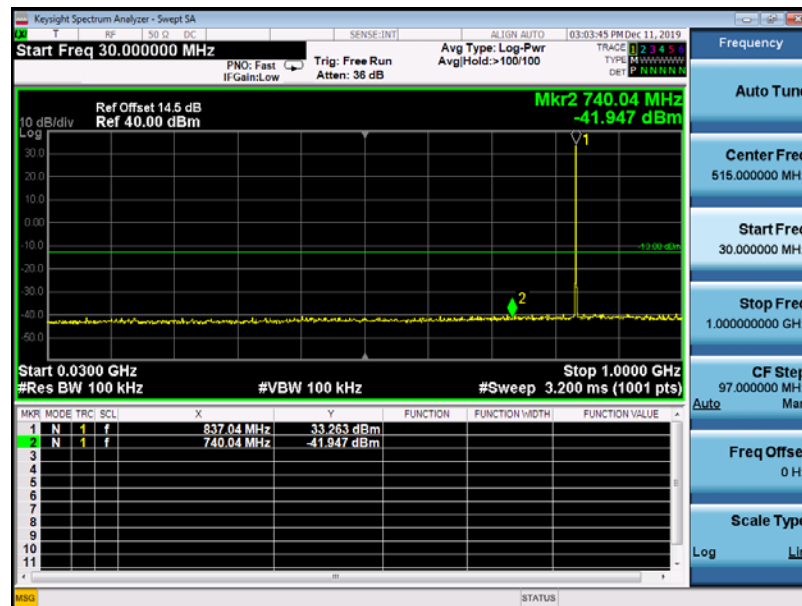 Keysight Spectrum Analyzer - Swept SA
T RF 50 Ω DC SENSE:INT ALIGN AUTO 03:03:45 PM Dec 11, 2019
Start Freq 30.000000 MHz
PNO: Fast
IFGain:Low
Trig: Free Run
Atten: 36 dB
Avg Type: Log-Pwr
Avg|Hold:>100/100
TRACE 1 2 3 4 5 6
TYPE M W W W W W
DET P N N N N N
Ref Offset 14.5 dB
10 dB/div Ref 40.00 dBm
Log
Mkr2 740.04 MHz
-41.947 dBm
1
30.0
20.0
10.0
0.00
-10.0
-13.00 dBm
-20.0
-30.0
2
-40.0
-50.0
Start 0.0300 GHz Stop 1.0000 GHz
#Res BW 100 kHz #VBW 100 kHz #Sweep 3.200 ms (1001 pts)
MKR MODE TRC SCL X Y FUNCTION FUNCTION WIDTH FUNCTION VALUE
1 N 1 f 837.04 MHz 33.263 dBm
2 N 1 f 740.04 MHz -41.947 dBm
3
4
5
6
7
8
9
10
11
MSG STATUS
Frequency
Auto Tune
Center Freq
515.000000 MH
Start Freq
30.000000 MH
Stop Freq
1.000000000 GH
CF Step
97.000000 MH
Auto Man
Freq Offse
0 H
Scale Type
Log Lin